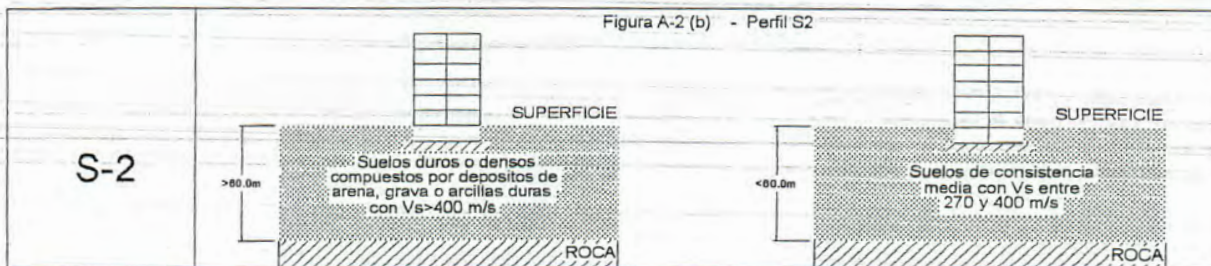 Figura A-2 (b) - Perfil S2
S-2
SUPERFICIE
>60.0m
Suelos duros o densos
compuestos por depositos de
arena, grava o arcillas duras
con Vs>400 m/s
ROCA
SUPERFICIE
<60.0m
Suelos de consistencia
media con Vs entre
270 y 400 m/s
ROCA